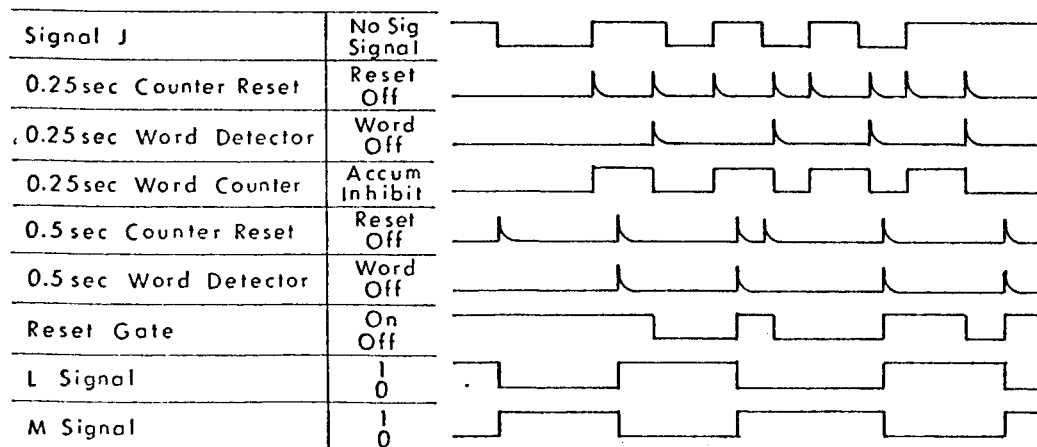 Signal J
No Sig
Signal
0.25sec Counter Reset
Reset
Off
0.25sec Word Detector
Word
Off
0.25sec Word Counter
Accum
Inhibit
0.5sec Counter Reset
Reset
Off
0.5sec Word Detector
Word
Off
Reset Gate
On
Off
L Signal
1
0
M Signal
1
0